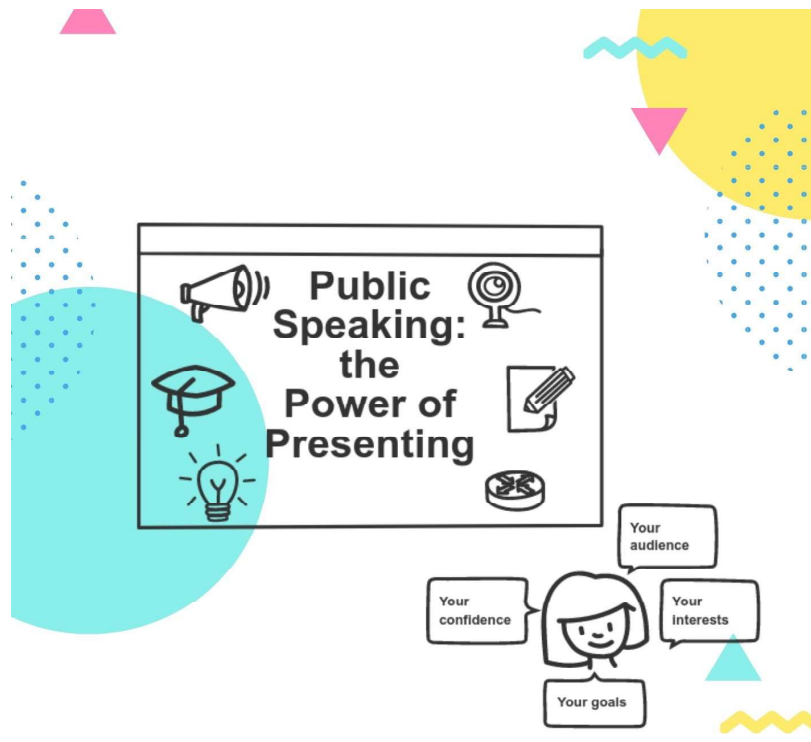 Public
Speaking:
the
Power of
Presenting
Your
audience
Your
confidence
Your
interests
Your goals